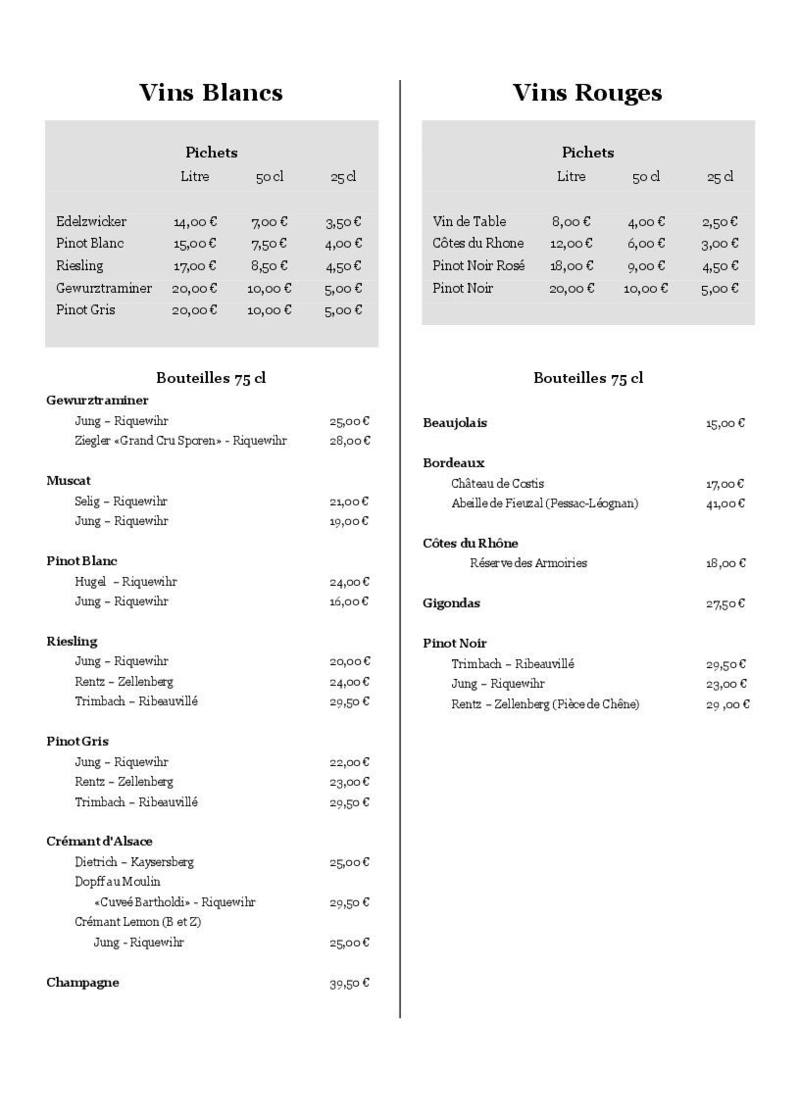 Vins Blancs
Pichets
Litre 50 cl 25 cl
Edelzwicker 14,00 € 7,00 € 3,50 €
Pinot Blanc 15,00 € 7,50 € 4,00 €
Riesling 17,00 € 8,50 € 4,50 €
Gewurztraminer 20,00 € 10,00 € 5,00 €
Pinot Gris 20,00 € 10,00 € 5,00 €
Bouteilles 75 cl
Gewurztraminer
Jung – Riquewihr 25,00 €
Ziegler «Grand Cru Sporen» - Riquewihr 28,00 €
Muscat
Selig – Riquewihr 21,00 €
Jung – Riquewihr 19,00 €
Pinot Blanc
Hugel – Riquewihr 24,00 €
Jung – Riquewihr 16,00 €
Riesling
Jung – Riquewihr 20,00 €
Rentz – Zellenberg 24,00 €
Trimbach – Ribeauvillé 29,50 €
Pinot Gris
Jung – Riquewihr 22,00 €
Rentz – Zellenberg 23,00 €
Trimbach – Ribeauvillé 29,50 €
Crémant d'Alsace
Dietrich – Kaysersberg 25,00 €
Dopff au Moulin
«Cuveé Bartholdi» - Riquewihr 29,50 €
Crémant Lemon (B et Z)
Jung - Riquewihr 25,00 €
Champagne 39,50 €
Vins Rouges
Pichets
Litre 50 cl 25 cl
Vin de Table 8,00 € 4,00 € 2,50 €
Côtes du Rhone 12,00 € 6,00 € 3,00 €
Pinot Noir Rosé 18,00 € 9,00 € 4,50 €
Pinot Noir 20,00 € 10,00 € 5,00 €
Bouteilles 75 cl
Beaujolais 15,00 €
Bordeaux
Château de Costis 17,00 €
Abeille de Fieuzal (Pessac-Léognan) 41,00 €
Côtes du Rhône
Réserve des Armoiries 18,00 €
Gigondas 27,50 €
Pinot Noir
Trimbach – Ribeauvillé 29,50 €
Jung – Riquewihr 23,00 €
Rentz – Zellenberg (Pièce de Chêne) 29 ,00 €